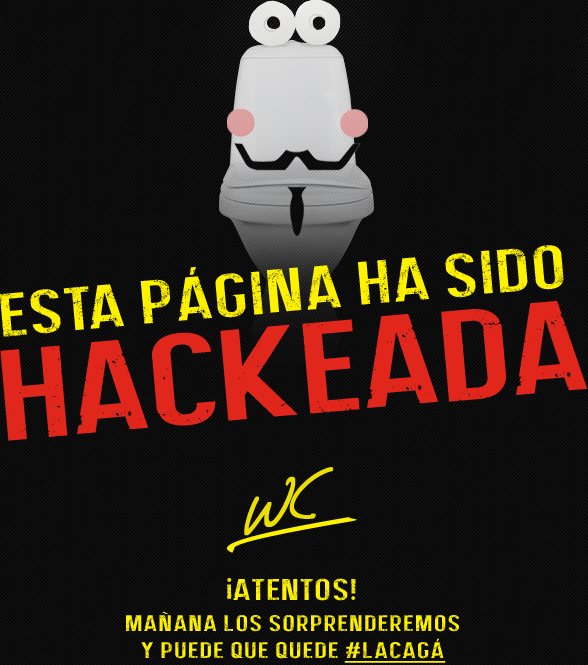 ESTA PÁGINA HA SIDO
HACKEADA
WC
¡ATENTOS!
MAÑANA LOS SORPRENDEREMOS
Y PUEDE QUE QUEDE #LACAGÁ